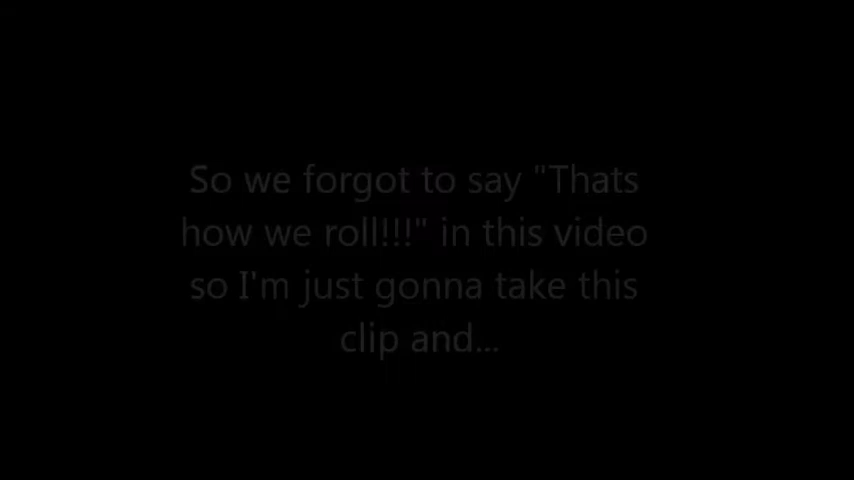 So we forgot to say "Thats
how we roll!!!" in this video
so I'm just gonna take this
clip and...